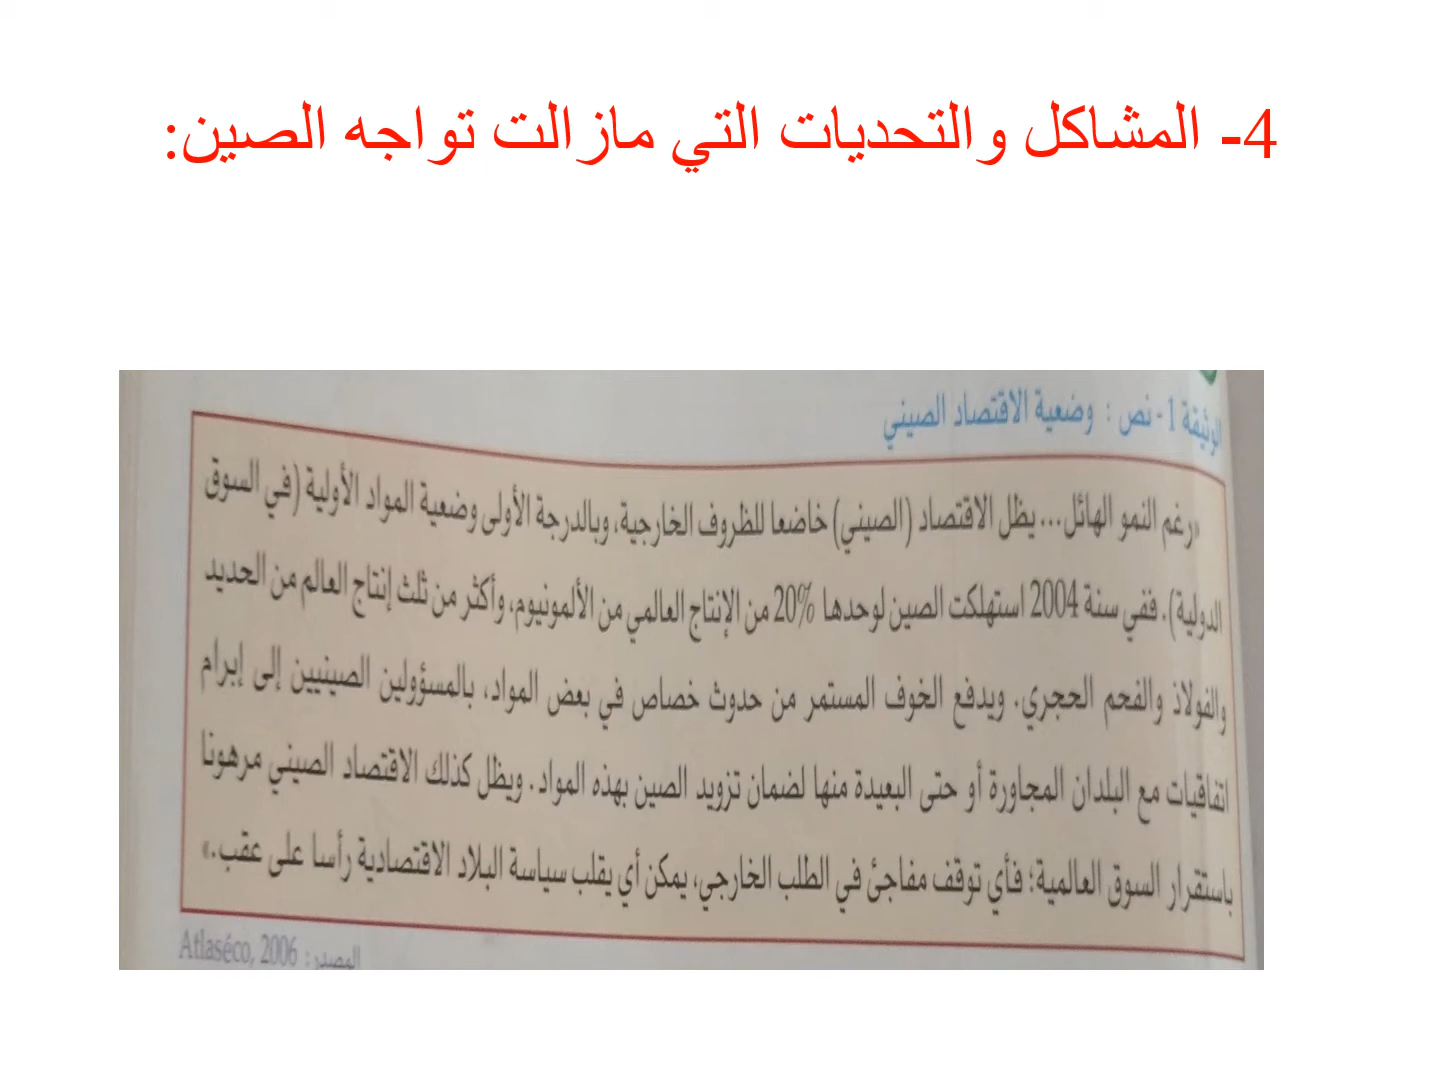 4- المشاكل والتحديات التي مازالت تواجه الصين:
الوثيقة 1 - نص : وضعية الاقتصاد الصيني
«رغم النمو الهائل... يظل الاقتصاد (الصيني) خاضعا للظروف الخارجية، وبالدرجة الأولى وضعية المواد الأولية (في السوق
الدولية). ففي سنة 2004 استهلكت الصين لوحدها 20% من الإنتاج العالمي من الألمونيوم، وأكثر من ثلث إنتاج العالم من الحديد
والفولاذ والفحم الحجري. ويدفع الخوف المستمر من حدوث خصاص في بعض المواد، بالمسؤولين الصينيين إلى إبرام
اتفاقيات مع البلدان المجاورة أو حتى البعيدة منها لضمان تزويد الصين بهذه المواد. ويظل كذلك الاقتصاد الصيني مرهونا
باستقرار السوق العالمية؛ فأي توقف مفاجئ في الطلب الخارجي، يمكن أي يقلب سياسة البلاد الاقتصادية رأسا على عقب.»
المصدر : Atlaséco, 2006